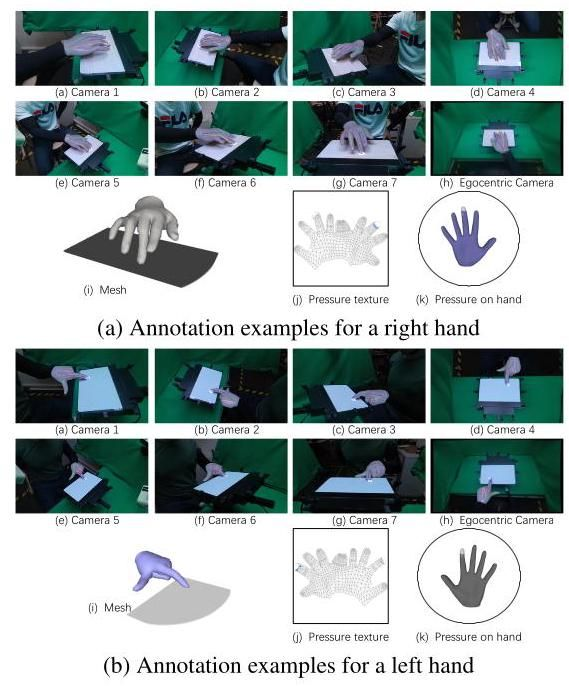 (a) Camera 1
(b) Camera 2
(c) Camera 3
(d) Camera 4
FILA
FILA
(e) Camera 5
(f) Camera 6
(g) Camera 7
(h) Egocentric Camera
(i) Mesh
(j) Pressure texture
(k) Pressure on hand
(a) Annotation examples for a right hand
(a) Camera 1
(b) Camera 2
(c) Camera 3
(d) Camera 4
(e) Camera 5
(f) Camera 6
(g) Camera 7
(h) Egocentric Camera
(i) Mesh
(j) Pressure texture
(k) Pressure on hand
(b) Annotation examples for a left hand